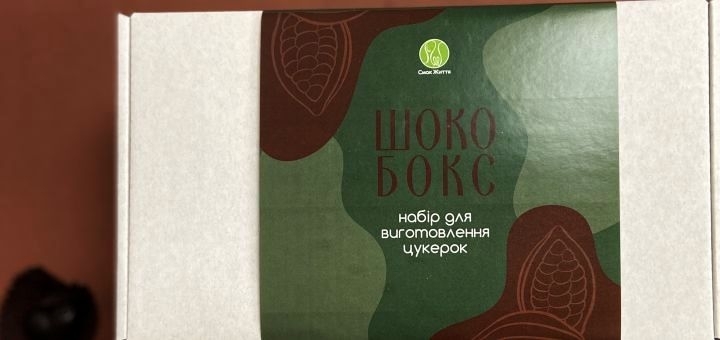 Смак Життя
ШОКО
БОКС
набір для
виготовлення
цукерок